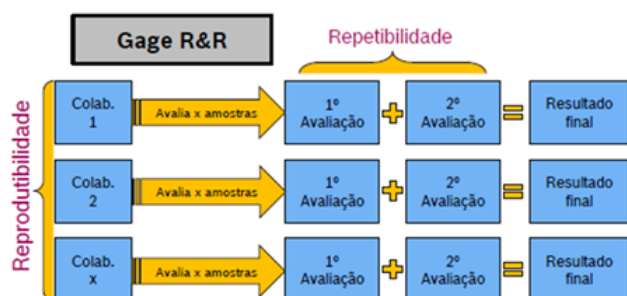 Gage R&R
Repetibilidade
Reprodutibilidade
Colab.
1
Avalia x amostras
1º
Avaliação
2º
Avaliação
Resultado
final
Colab.
2
Avalia x amostras
1º
Avaliação
2º
Avaliação
Resultado
final
Colab.
x
Avalia x amostras
1º
Avaliação
2º
Avaliação
Resultado
final